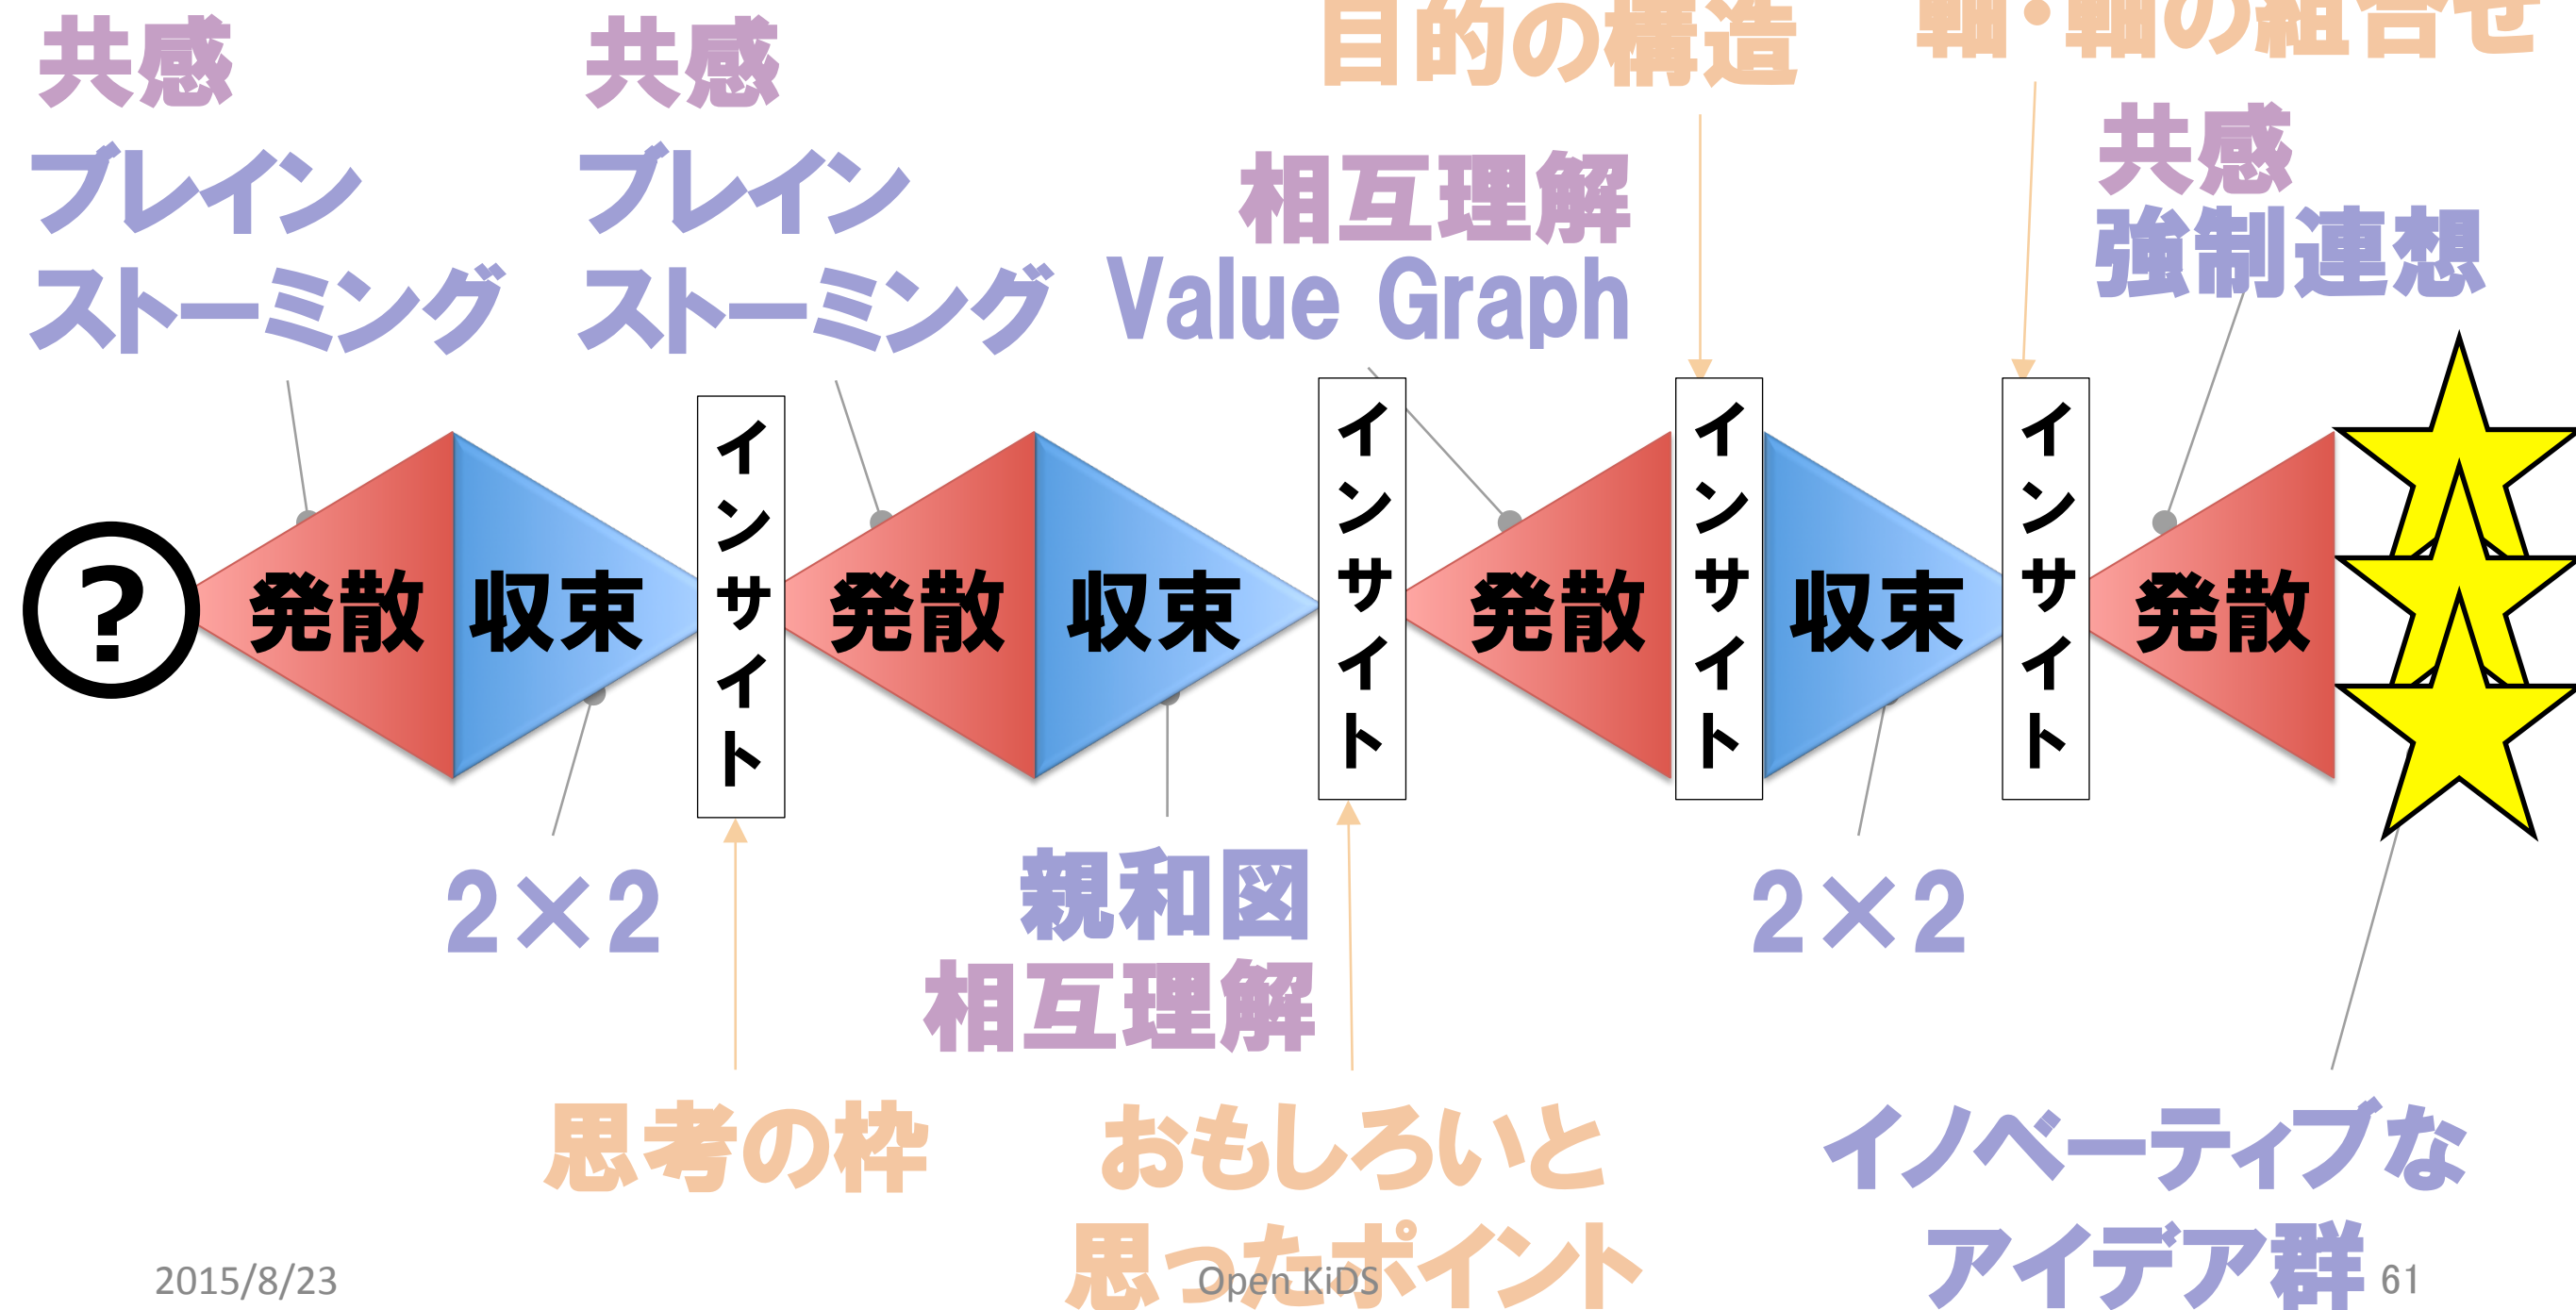 共感
ブレイン
ストーミング
共感
ブレイン
ストーミング
目的の構造
軸・軸の組合せ
相互理解
Value Graph
共感
強制連想
?
発散
収束
インサイト
発散
収束
インサイト
発散
インサイト
収束
インサイト
発散
2×2
親和図
相互理解
2×2
思考の枠
おもしろいと
思ったポイント
イノベーティブな
アイデア群
2015/8/23
Open KiDS
61